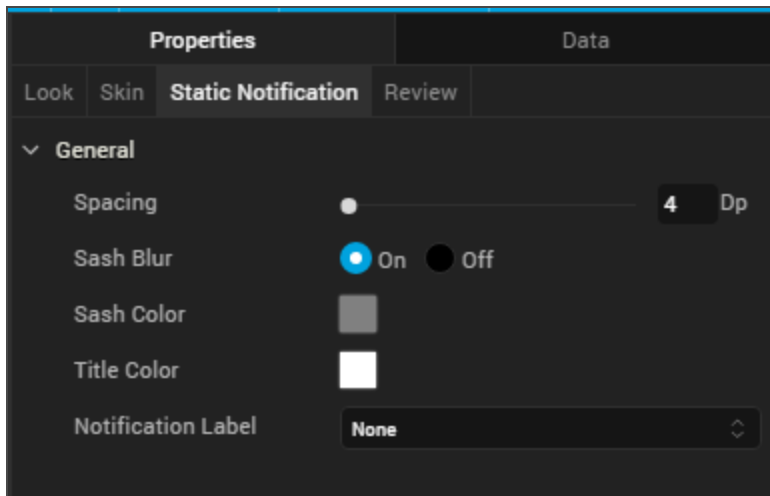 Properties Data
Look Skin Static Notification Review
General
Spacing 4 Dp
Sash Blur On Off
Sash Color
Title Color
Notification Label None